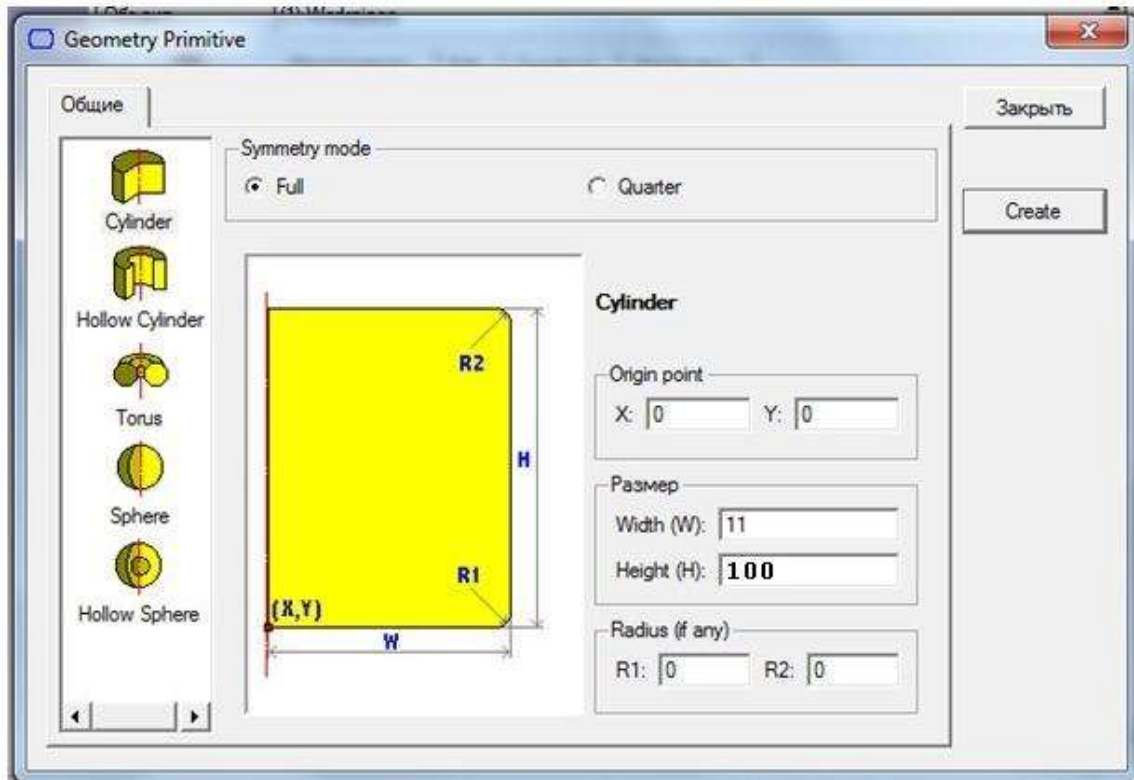 Geometry Primitive
Общие
Закрыть
Create
Cylinder
Hollow Cylinder
Torus
Sphere
Hollow Sphere
Symmetry mode
Full
Quarter
R2
H
R1
(X,Y)
W
Cylinder
Origin point
X: 0 Y: 0
Размер
Width (W): 11
Height (H): 100
Radius (if any)
R1: 0 R2: 0